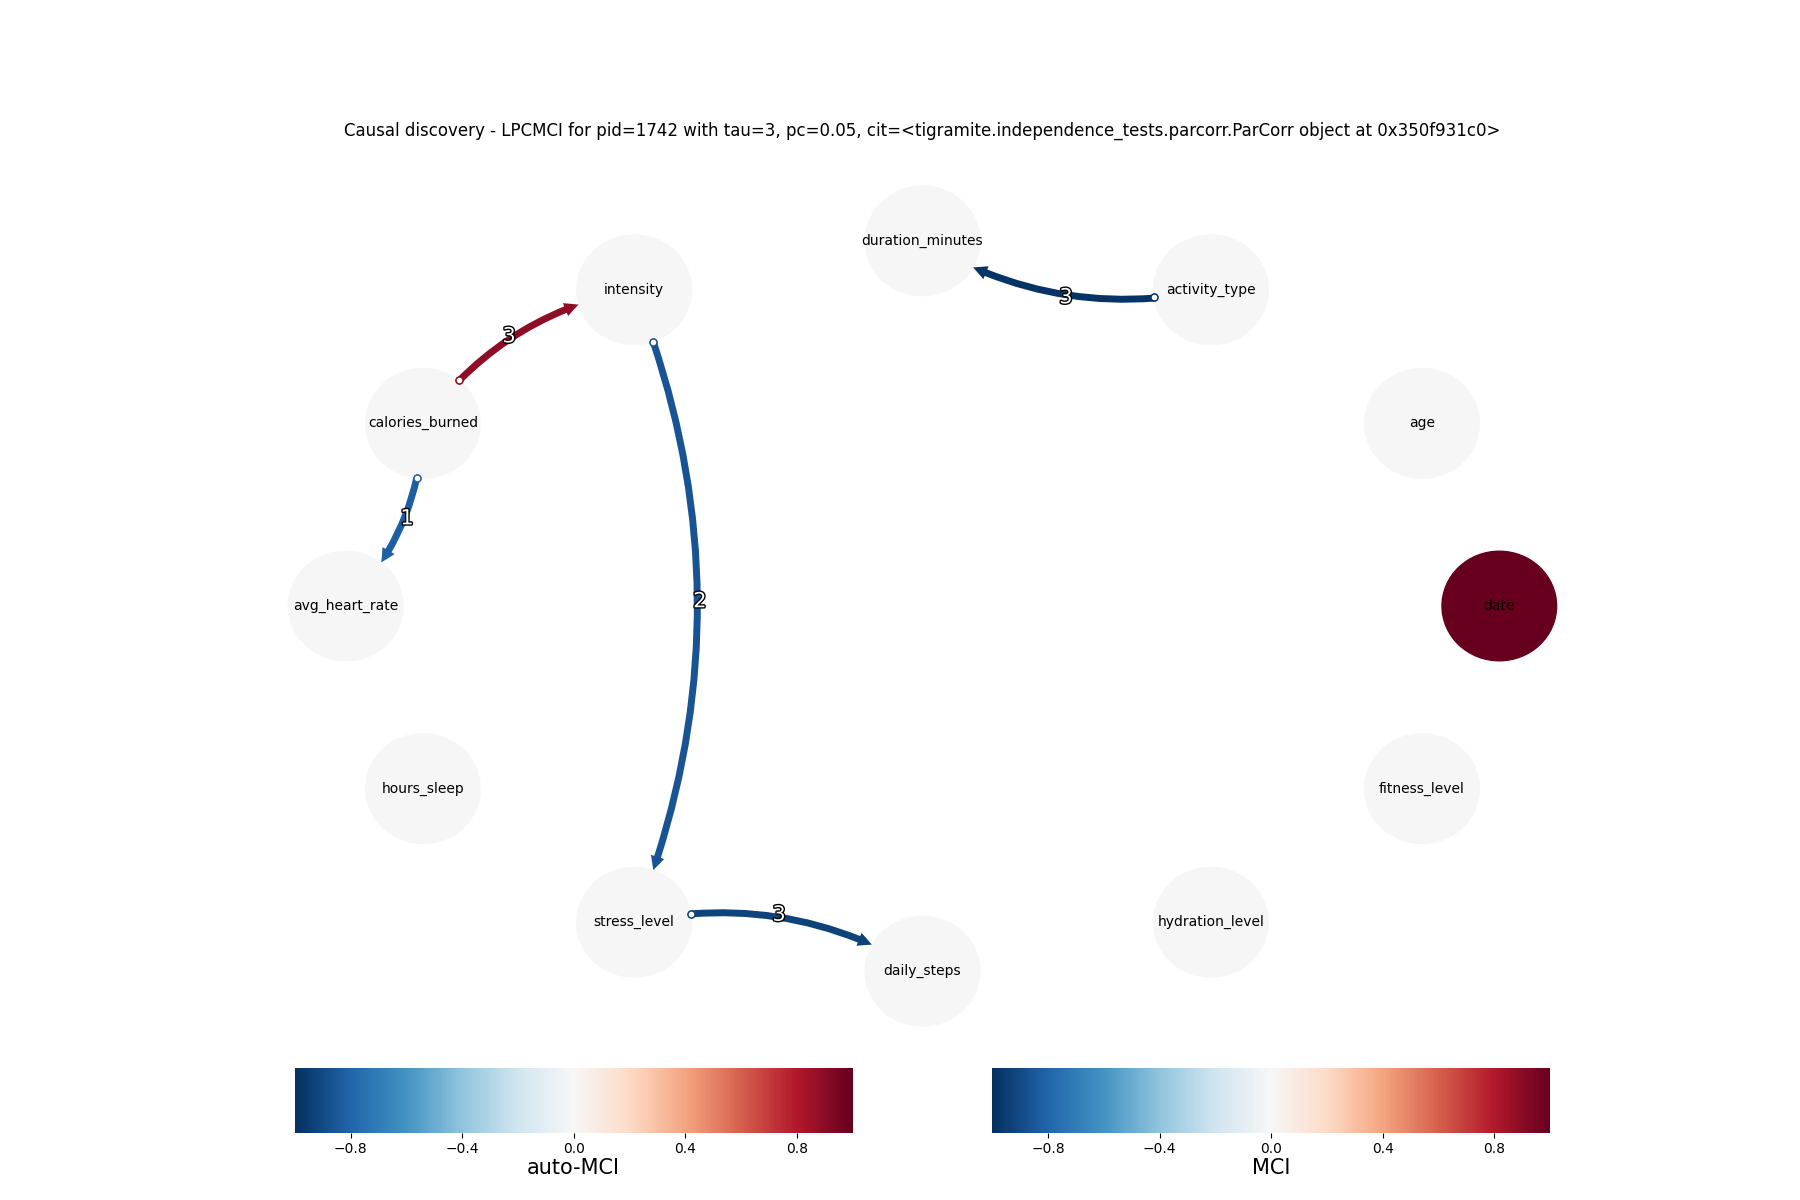 Causal discovery - LPCMCI for pid=1742 with tau=3, pc=0.05, cit=<tigramite.independence_tests.parcorr.ParCorr object at 0x350f931c0>
duration_minutes
intensity
activity_type
3
3
calories_burned
age
1
avg_heart_rate
2
date
hours_sleep
fitness_level
stress_level
3
hydration_level
daily_steps
−0.8 −0.4 0.0 0.4 0.8
auto-MCI
−0.8 −0.4 0.0 0.4 0.8
MCI